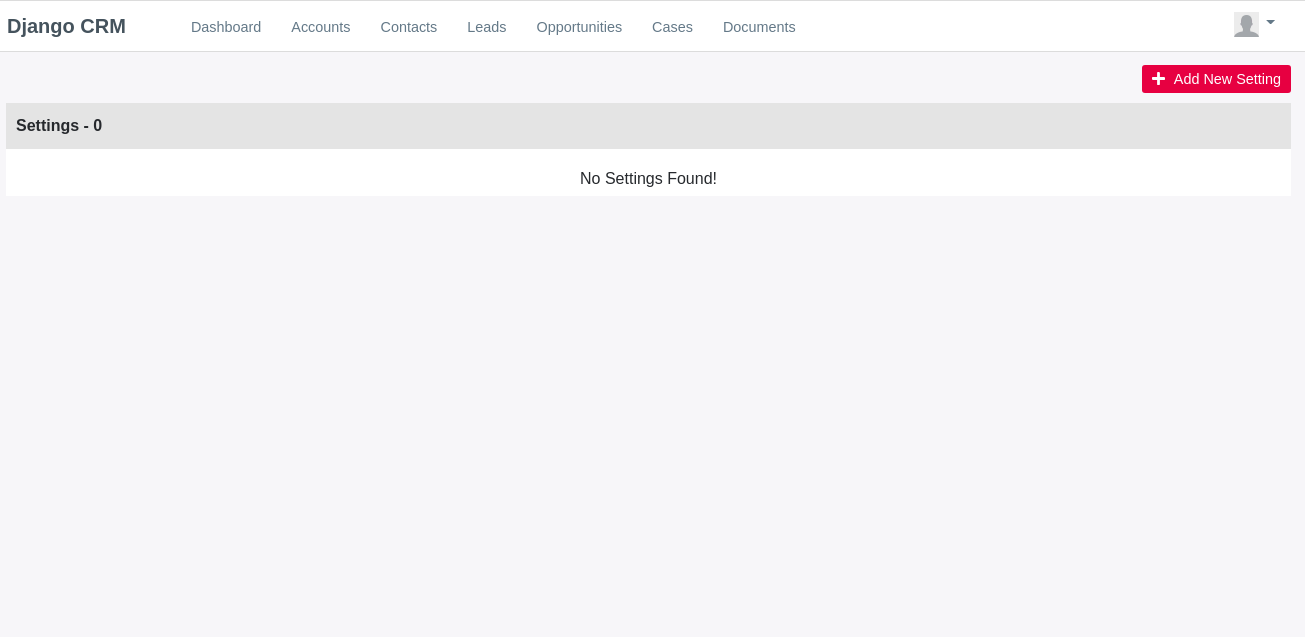 Django CRM Dashboard Accounts Contacts Leads Opportunities Cases Documents
Add New Setting
Settings - 0
No Settings Found!